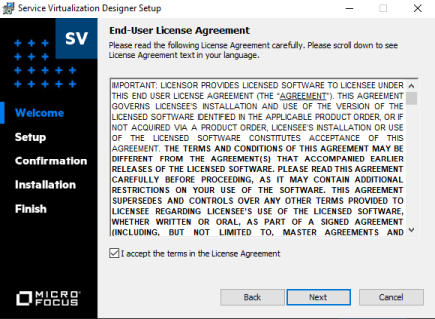 Service Virtualization Designer Setup
SV
End-User License Agreement
Please read the following License Agreement carefully. Please scroll down to see
License Agreement text in your language.
Welcome
Setup
Confirmation
Installation
Finish
IMPORTANT: LICENSOR PROVIDES LICENSED SOFTWARE TO LICENSEE UNDER
THIS END USER LICENSE AGREEMENT (THE “AGREEMENT”). THIS AGREEMENT
GOVERNS LICENSEE'S INSTALLATION AND USE OF THE VERSION OF THE
LICENSED SOFTWARE IDENTIFIED IN THE APPLICABLE PRODUCT ORDER, OR IF
NOT ACQUIRED VIA A PRODUCT ORDER, LICENSEE'S INSTALLATION OR USE
OF THE LICENSED SOFTWARE CONSTITUTES ACCEPTANCE OF THIS
AGREEMENT. THE TERMS AND CONDITIONS OF THIS AGREEMENT MAY BE
DIFFERENT FROM THE AGREEMENT(S) THAT ACCOMPANIED EARLIER
RELEASES OF THE LICENSED SOFTWARE. PLEASE READ THIS AGREEMENT
CAREFULLY BEFORE PROCEEDING, AS IT MAY CONTAIN ADDITIONAL
RESTRICTIONS ON YOUR USE OF THE SOFTWARE. THIS AGREEMENT
SUPERSEDES AND CONTROLS OVER ANY OTHER TERMS PROVIDED TO
LICENSEE REGARDING LICENSEE'S USE OF THE LICENSED SOFTWARE,
WHETHER WRITTEN OR ORAL, AS PART OF A SIGNED AGREEMENT
(INCLUDING, BUT NOT LIMITED TO, MASTER AGREEMENTS AND
I accept the terms in the License Agreement
MICRO
FOCUS
Back
Next
Cancel